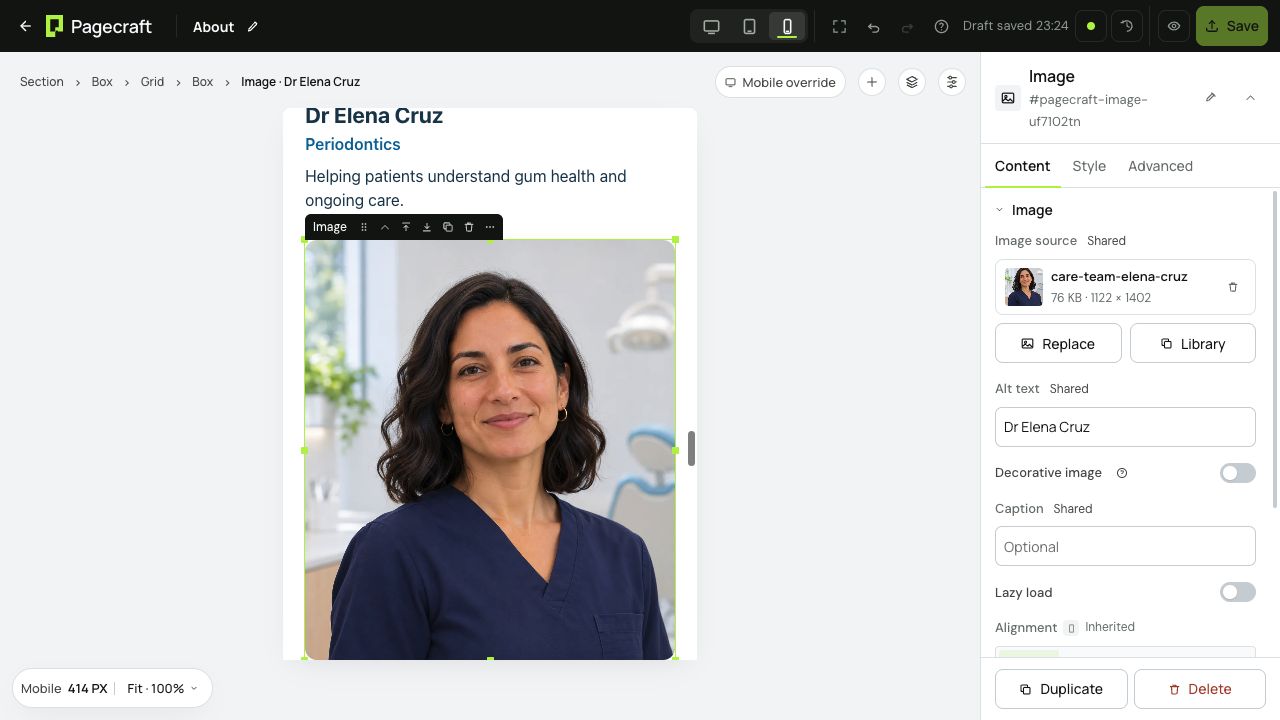 Pagecraft
About
Draft saved 23:24
Save
Section > Box > Grid > Box > Image · Dr Elena Cruz
Mobile override
Dr Elena Cruz
Periodontics
Helping patients understand gum health and
ongoing care.
Image
Mobile 414 PX Fit · 100%
Image
#pagecraft-image-
uf7102tn
Content Style Advanced
Image
Image source Shared
care-team-elena-cruz
76 KB · 1122 × 1402
Replace Library
Alt text Shared
Dr Elena Cruz
Decorative image
Caption Shared
Optional
Lazy load
Alignment Inherited
Duplicate Delete